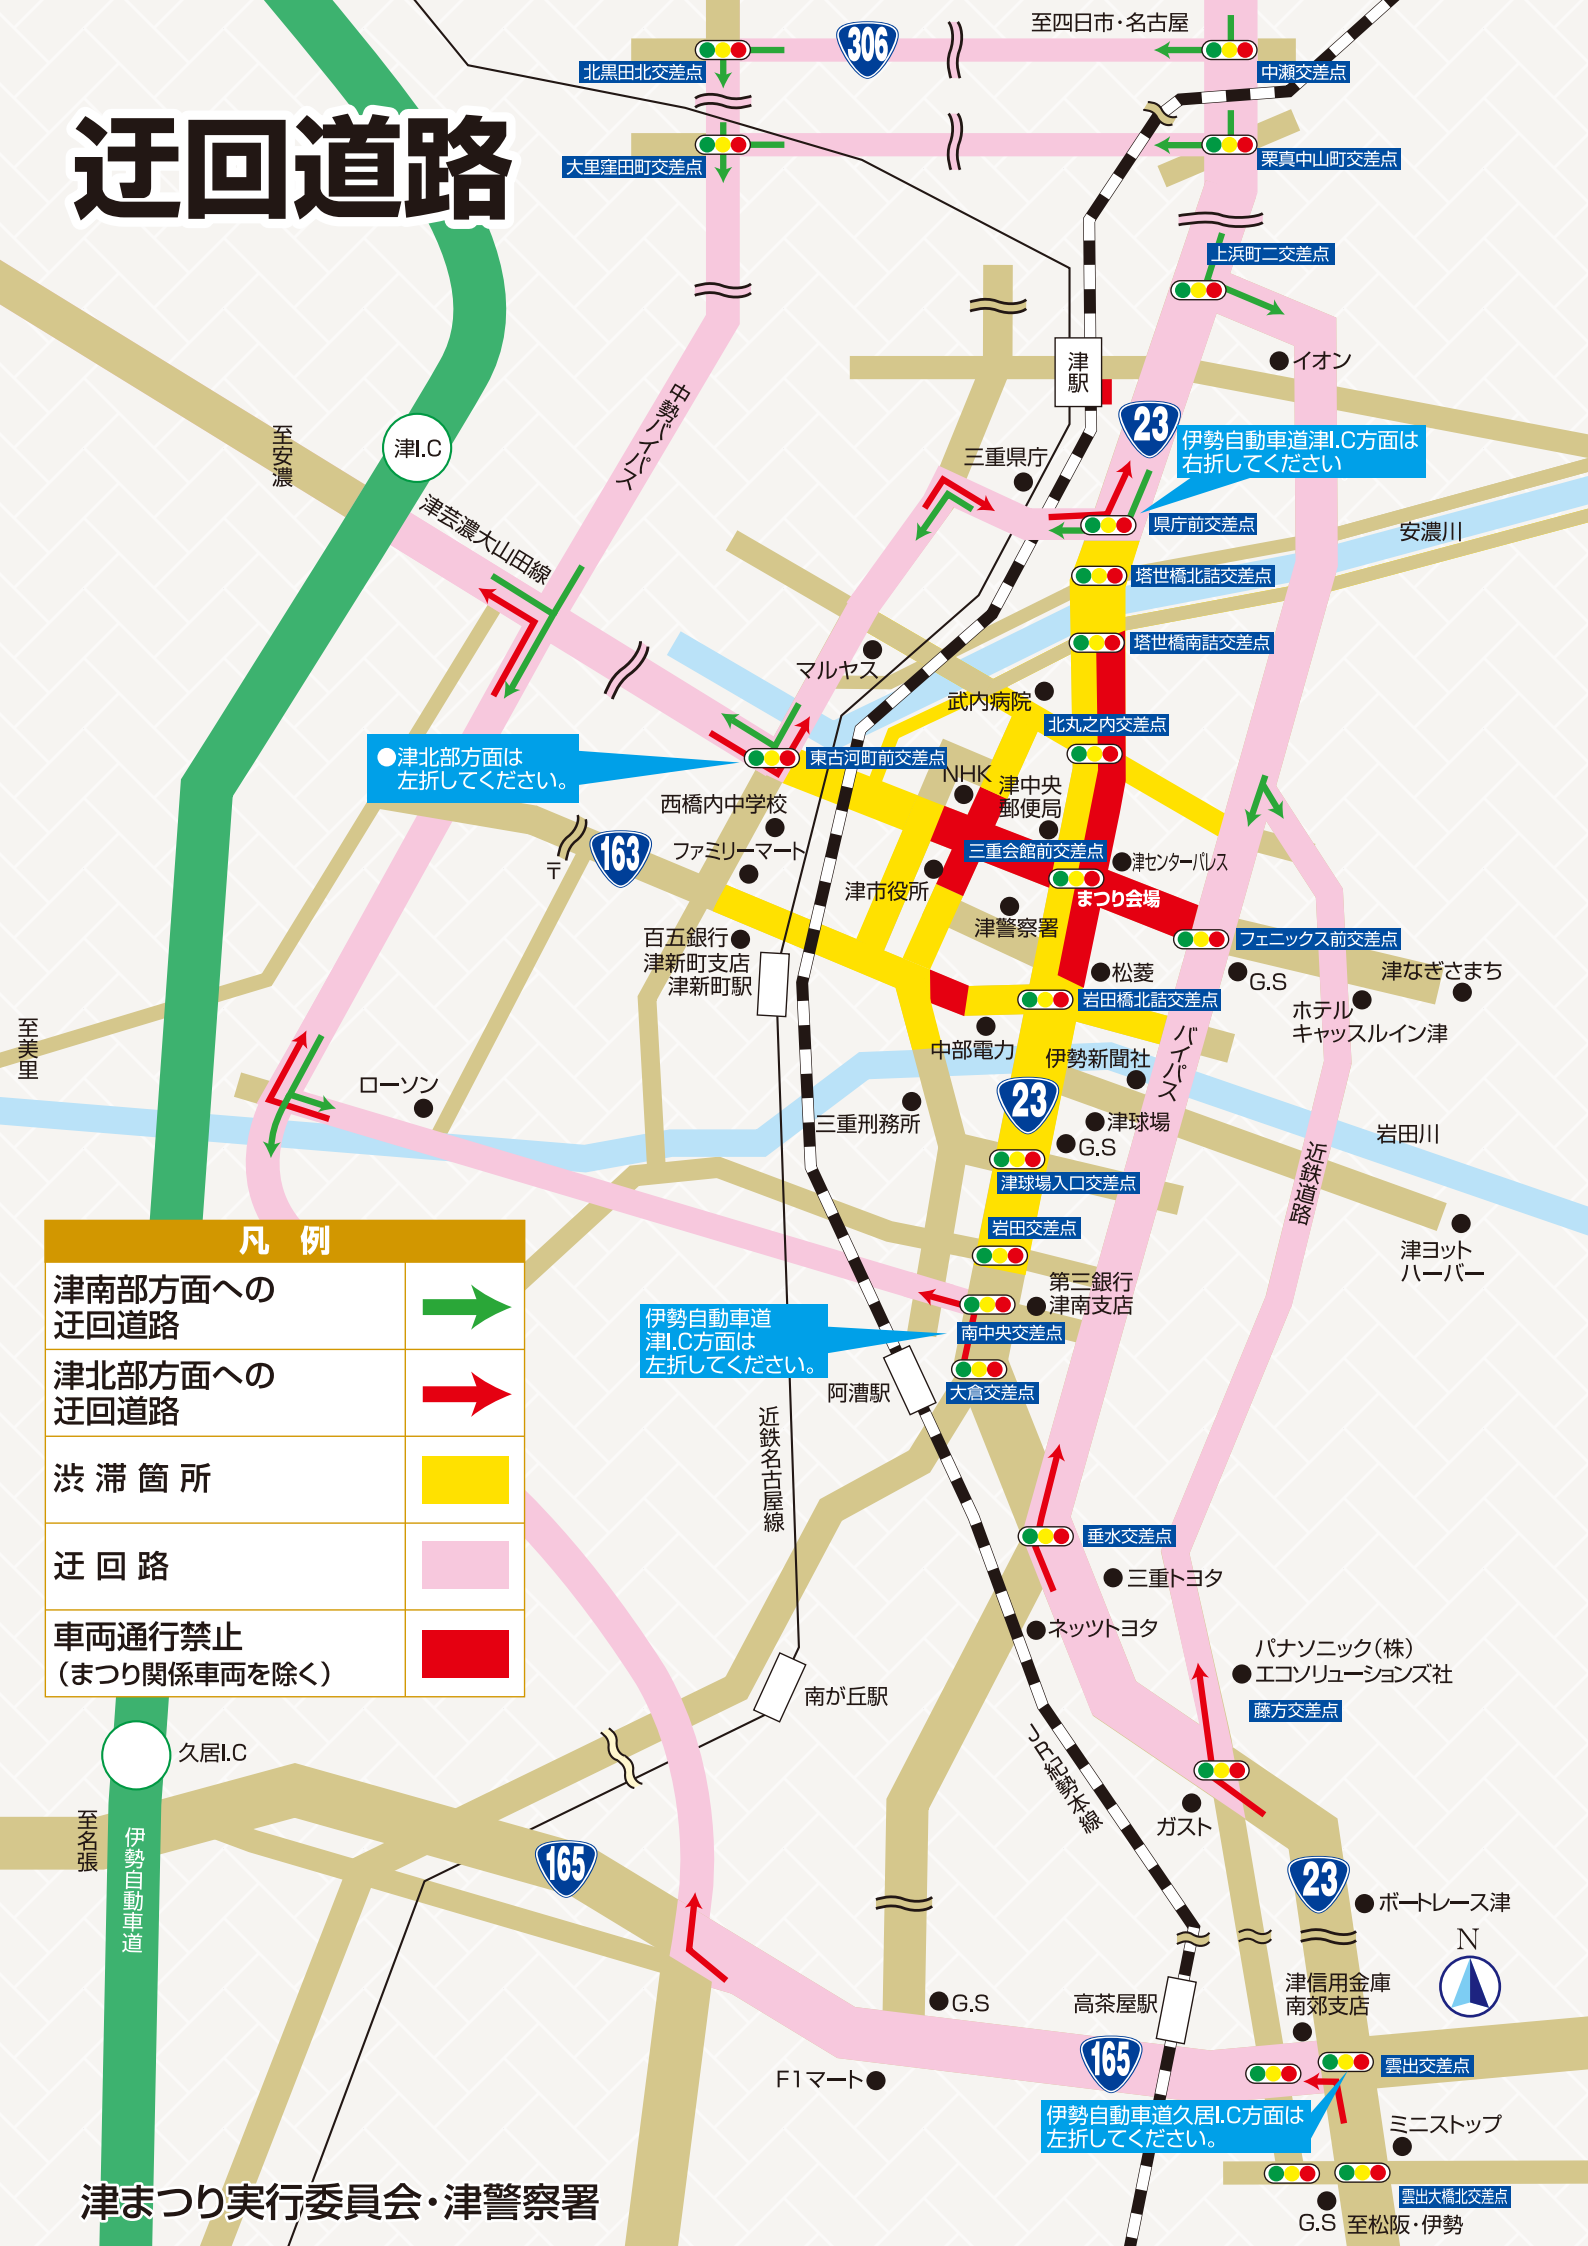 迂回道路
至四日市・名古屋
306
北黒田北交差点
中瀬交差点
大里窪田町交差点
栗真中山町交差点
上浜町二交差点
イオン
津駅
中勢バイパス
23
伊勢自動車道津I.C方面は
右折してください
至安濃
津I.C
三重県庁
県庁前交差点
安濃川
津芸濃大山田線
塔世橋北詰交差点
塔世橋南詰交差点
マルヤス
武内病院
北丸之内交差点
●津北部方面は
左折してください。
東古河町前交差点
NHK
津中央
郵便局
西橋内中学校
ファミリーマート
163
〒
三重会館前交差点
津センターパレス
津市役所
まつり会場
津警察署
フェニックス前交差点
百五銀行
津新町支店
津新町駅
松菱
G.S
津なぎさまち
岩田橋北詰交差点
ホテル
キャッスルイン津
至美里
中部電力
伊勢新聞社
バイパス
ローソン
23
三重刑務所
津球場
G.S
岩田川
近鉄道路
津球場入口交差点
岩田交差点
津ヨット
ハーバー
第三銀行
津南支店
伊勢自動車道
津I.C方面は
左折してください。
南中央交差点
阿漕駅
大倉交差点
近鉄名古屋線
凡 例
津南部方面への
迂回道路
津北部方面への
迂回道路
渋滞箇所
迂回路
車両通行禁止
（まつり関係車両を除く）
垂水交差点
三重トヨタ
ネッツトヨタ
パナソニック（株）
エコソリューションズ社
藤方交差点
南が丘駅
JR紀勢本線
久居I.C
ガスト
至名張
伊勢自動車道
165
23
ボートレース津
N
津信用金庫
南郊支店
高茶屋駅
G.S
165
F1マート
雲出交差点
伊勢自動車道久居I.C方面は
左折してください。
ミニストップ
雲出大橋北交差点
G.S
至松阪・伊勢
津まつり実行委員会・津警察署